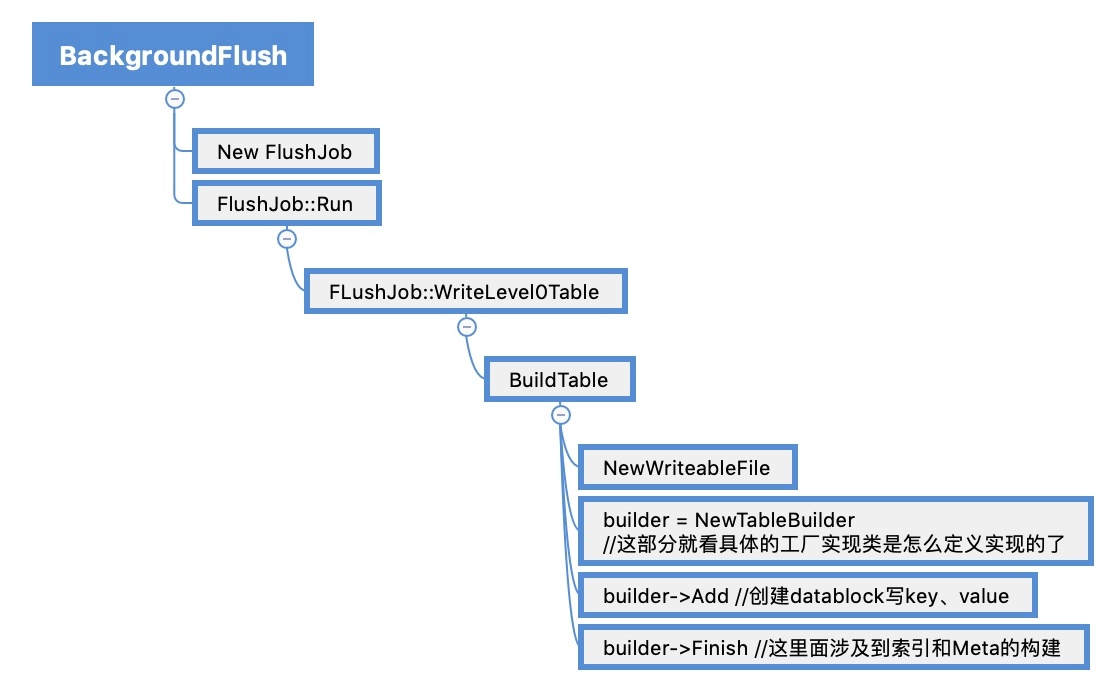 BackgroundFlush
New FlushJob
FlushJob::Run
FLushJob::WriteLevel0Table
BuildTable
NewWriteableFile
builder = NewTableBuilder
//这部分就看具体的工厂实现类是怎么定义实现的了
builder->Add //创建datablock写key、value
builder->Finish //这里面涉及到索引和Meta的构建